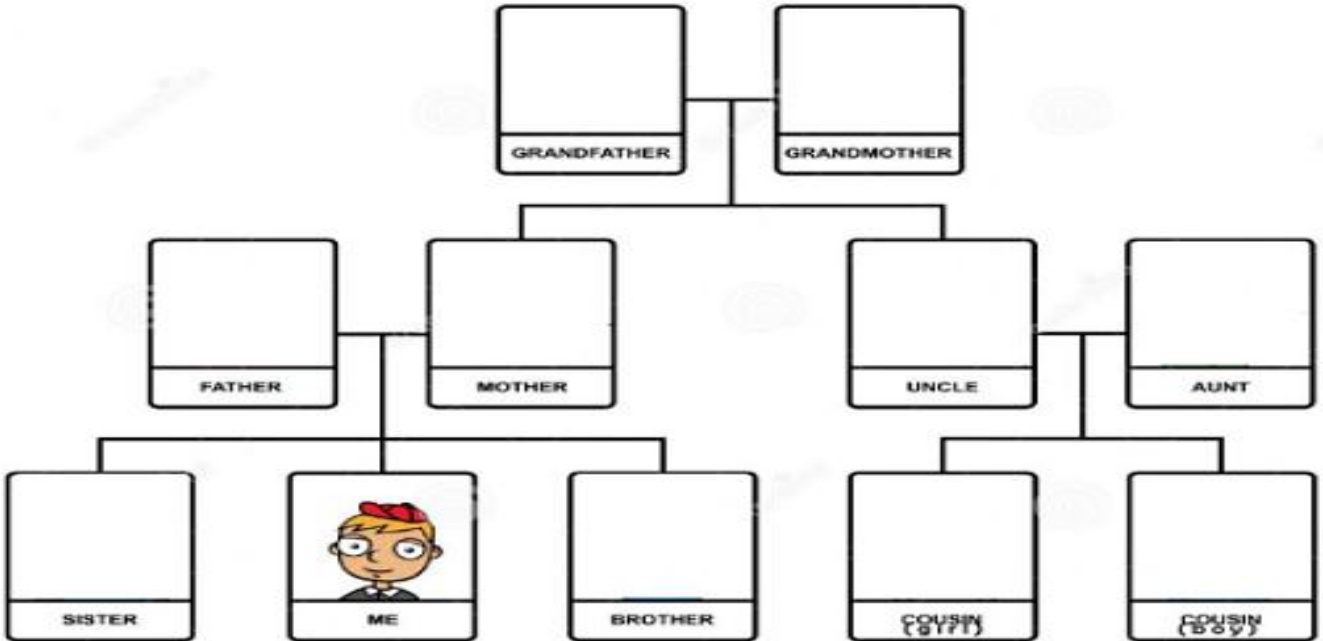 GRANDFATHER
GRANDMOTHER
FATHER
MOTHER
UNCLE
AUNT
SISTER
ME
BROTHER
COUSIN
(girl)
COUSIN
(boy)